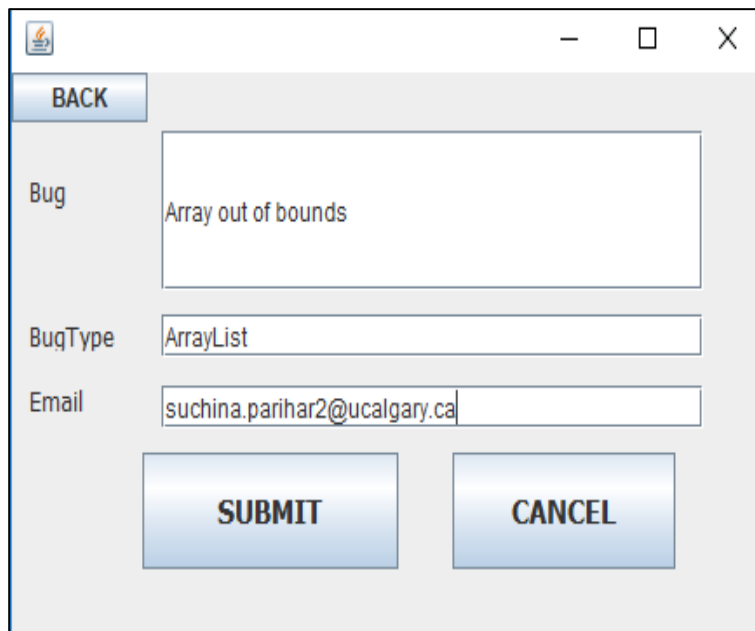 BACK
Bug
Array out of bounds
BugType
ArrayList
Email
suchina.parihar2@ucalgary.ca
SUBMIT
CANCEL